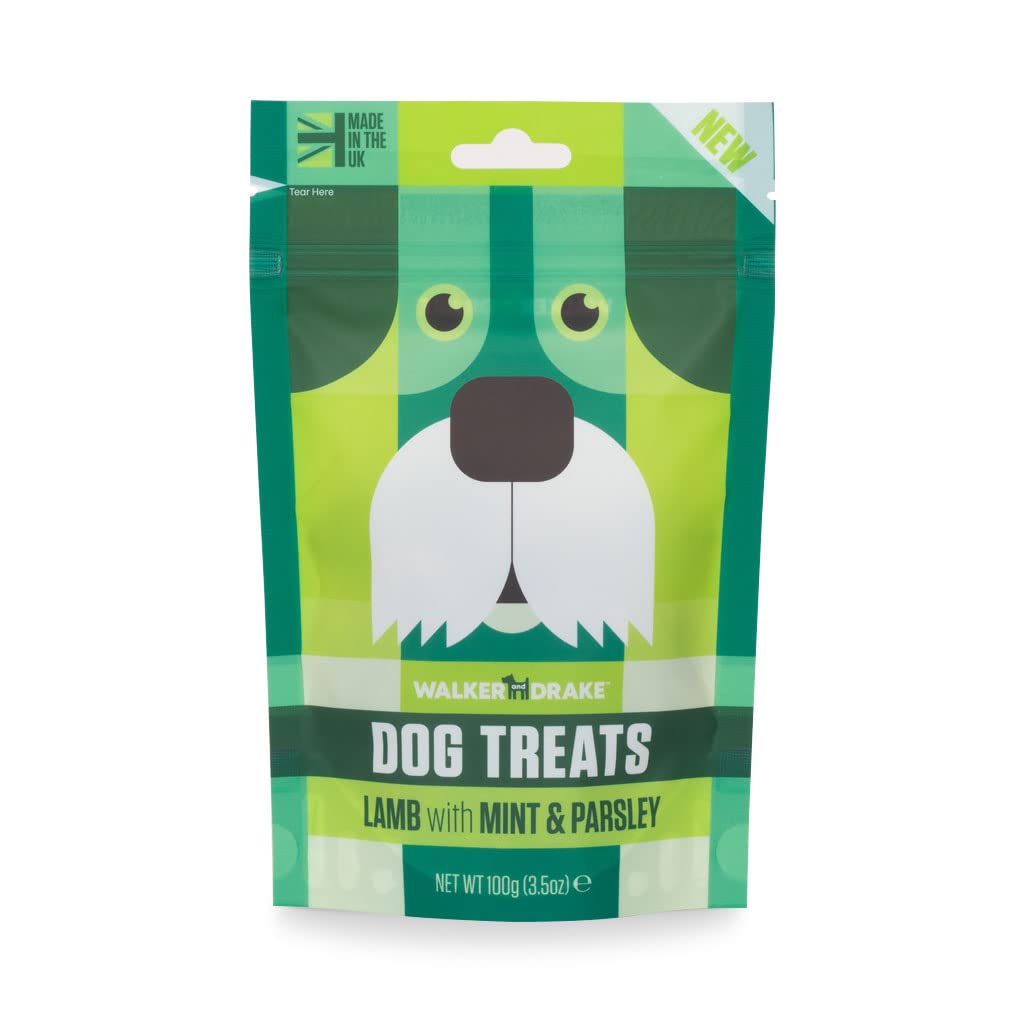 MADE
IN THE
UK
NEW
Tear Here
WALKER and DRAKE™
DOG TREATS
LAMB with MINT & PARSLEY
NET WT 100g (3.5oz) ℮